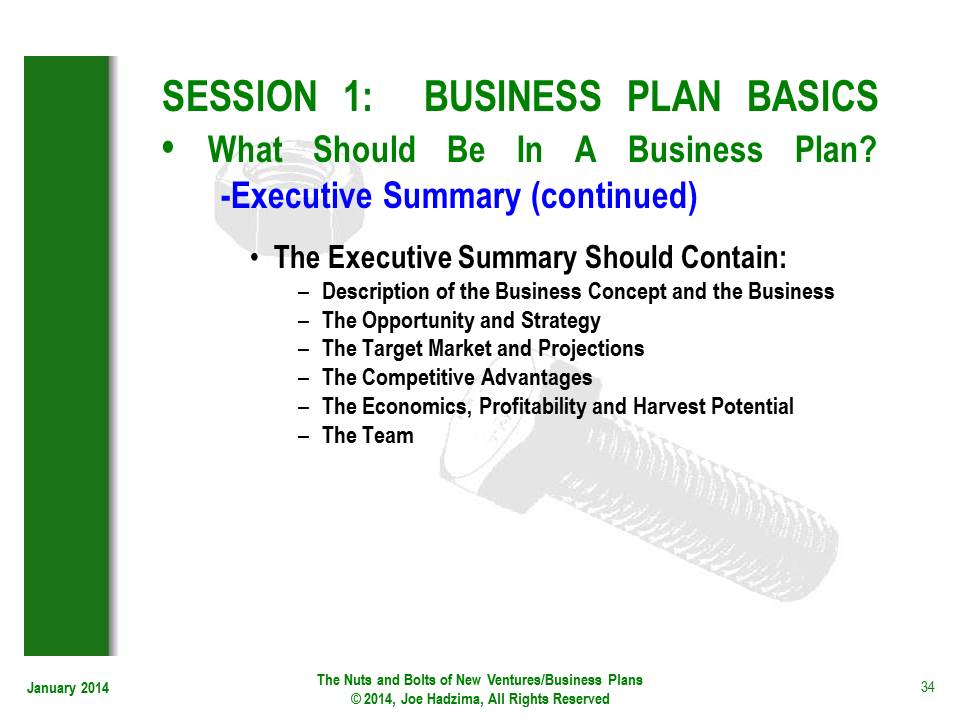 SESSION 1: BUSINESS PLAN BASICS
• What Should Be In A Business Plan?
-Executive Summary (continued)
• The Executive Summary Should Contain:
– Description of the Business Concept and the Business
– The Opportunity and Strategy
– The Target Market and Projections
– The Competitive Advantages
– The Economics, Profitability and Harvest Potential
– The Team
January 2014
The Nuts and Bolts of New Ventures/Business Plans
© 2014, Joe Hadzima, All Rights Reserved
34